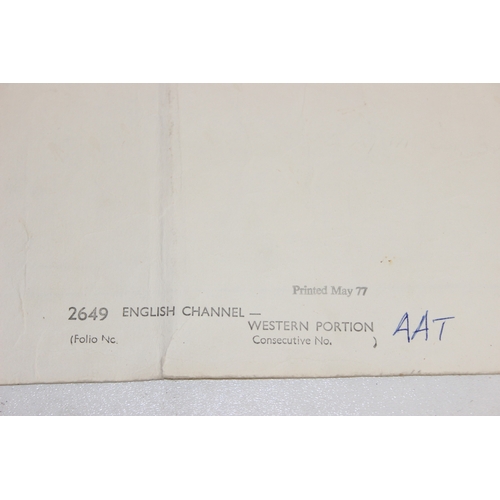 Printed May 77
2649 ENGLISH CHANNEL —
WESTERN PORTION
(Folio No. Consecutive No. )
AAT